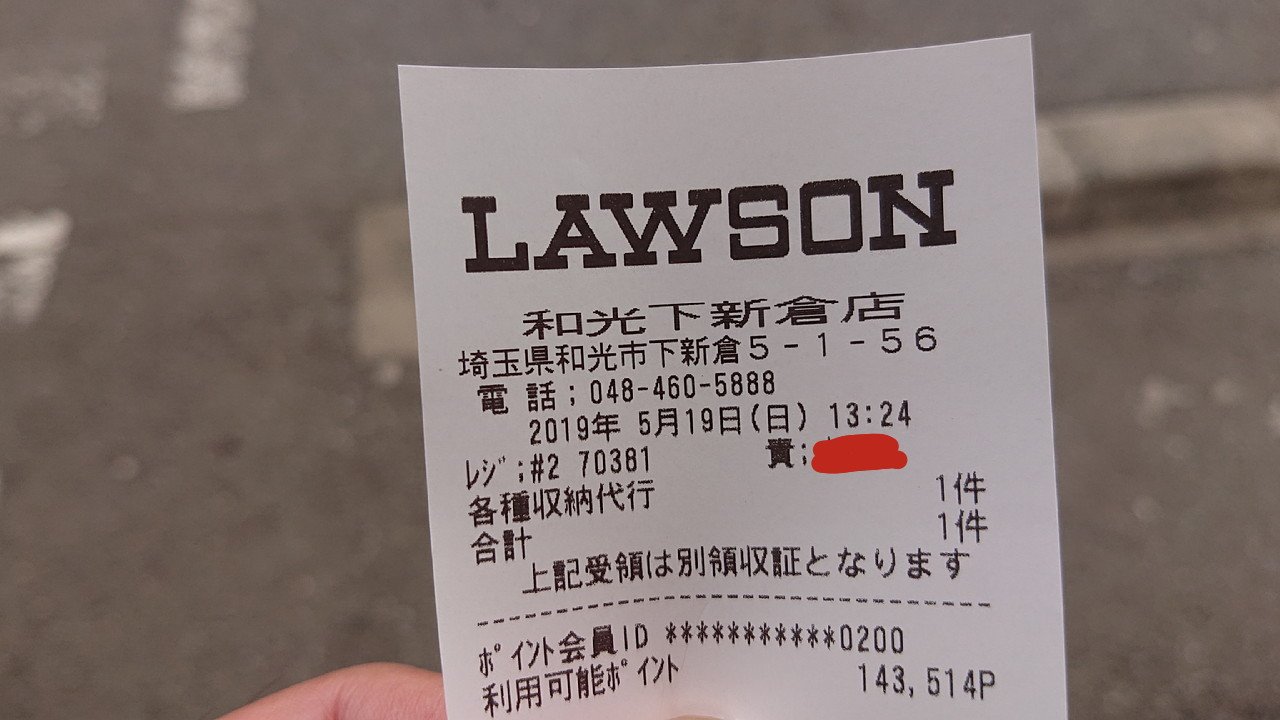 LAWSON
和光下新倉店
埼玉県和光市下新倉5-1-56
電 話;048-460-5888
2019年 5月19日(日) 13:24
ﾚｼﾞ;#2 70381 責;
各種収納代行 1件
合計 1件
上記受領は別領収証となります
ﾎﾟｲﾝﾄ会員ID ***********0200
利用可能ﾎﾟｲﾝﾄ 143,514P